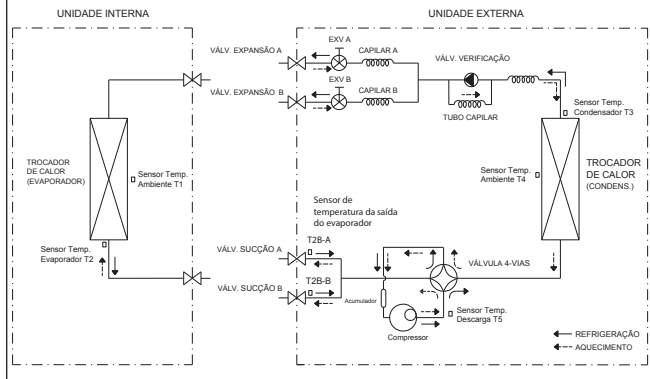 UNIDADE INTERNA
UNIDADE EXTERNA
EXV A
CAPILAR A
VÁLV. EXPANSÃO A
VÁLV. VERIFICAÇÃO
EXV B
VÁLV. EXPANSÃO B
CAPILAR B
TUBO CAPILAR
Sensor Temp.
Condensador T3
TROCADOR
DE CALOR
(EVAPORADOR)
Sensor Temp.
Ambiente T1
Sensor Temp.
Ambiente T4
TROCADOR
DE CALOR
(CONDENS.)
Sensor de
temperatura da saída
do evaporador
Sensor Temp.
Evaporador T2
T2B-A
VÁLV. SUCÇÃO A
VÁLVULA 4-VIAS
T2B-B
VÁLV. SUCÇÃO B
Acumulador
Sensor Temp.
Descarga T5
Compressor
REFRIGERAÇÃO
AQUECIMENTO